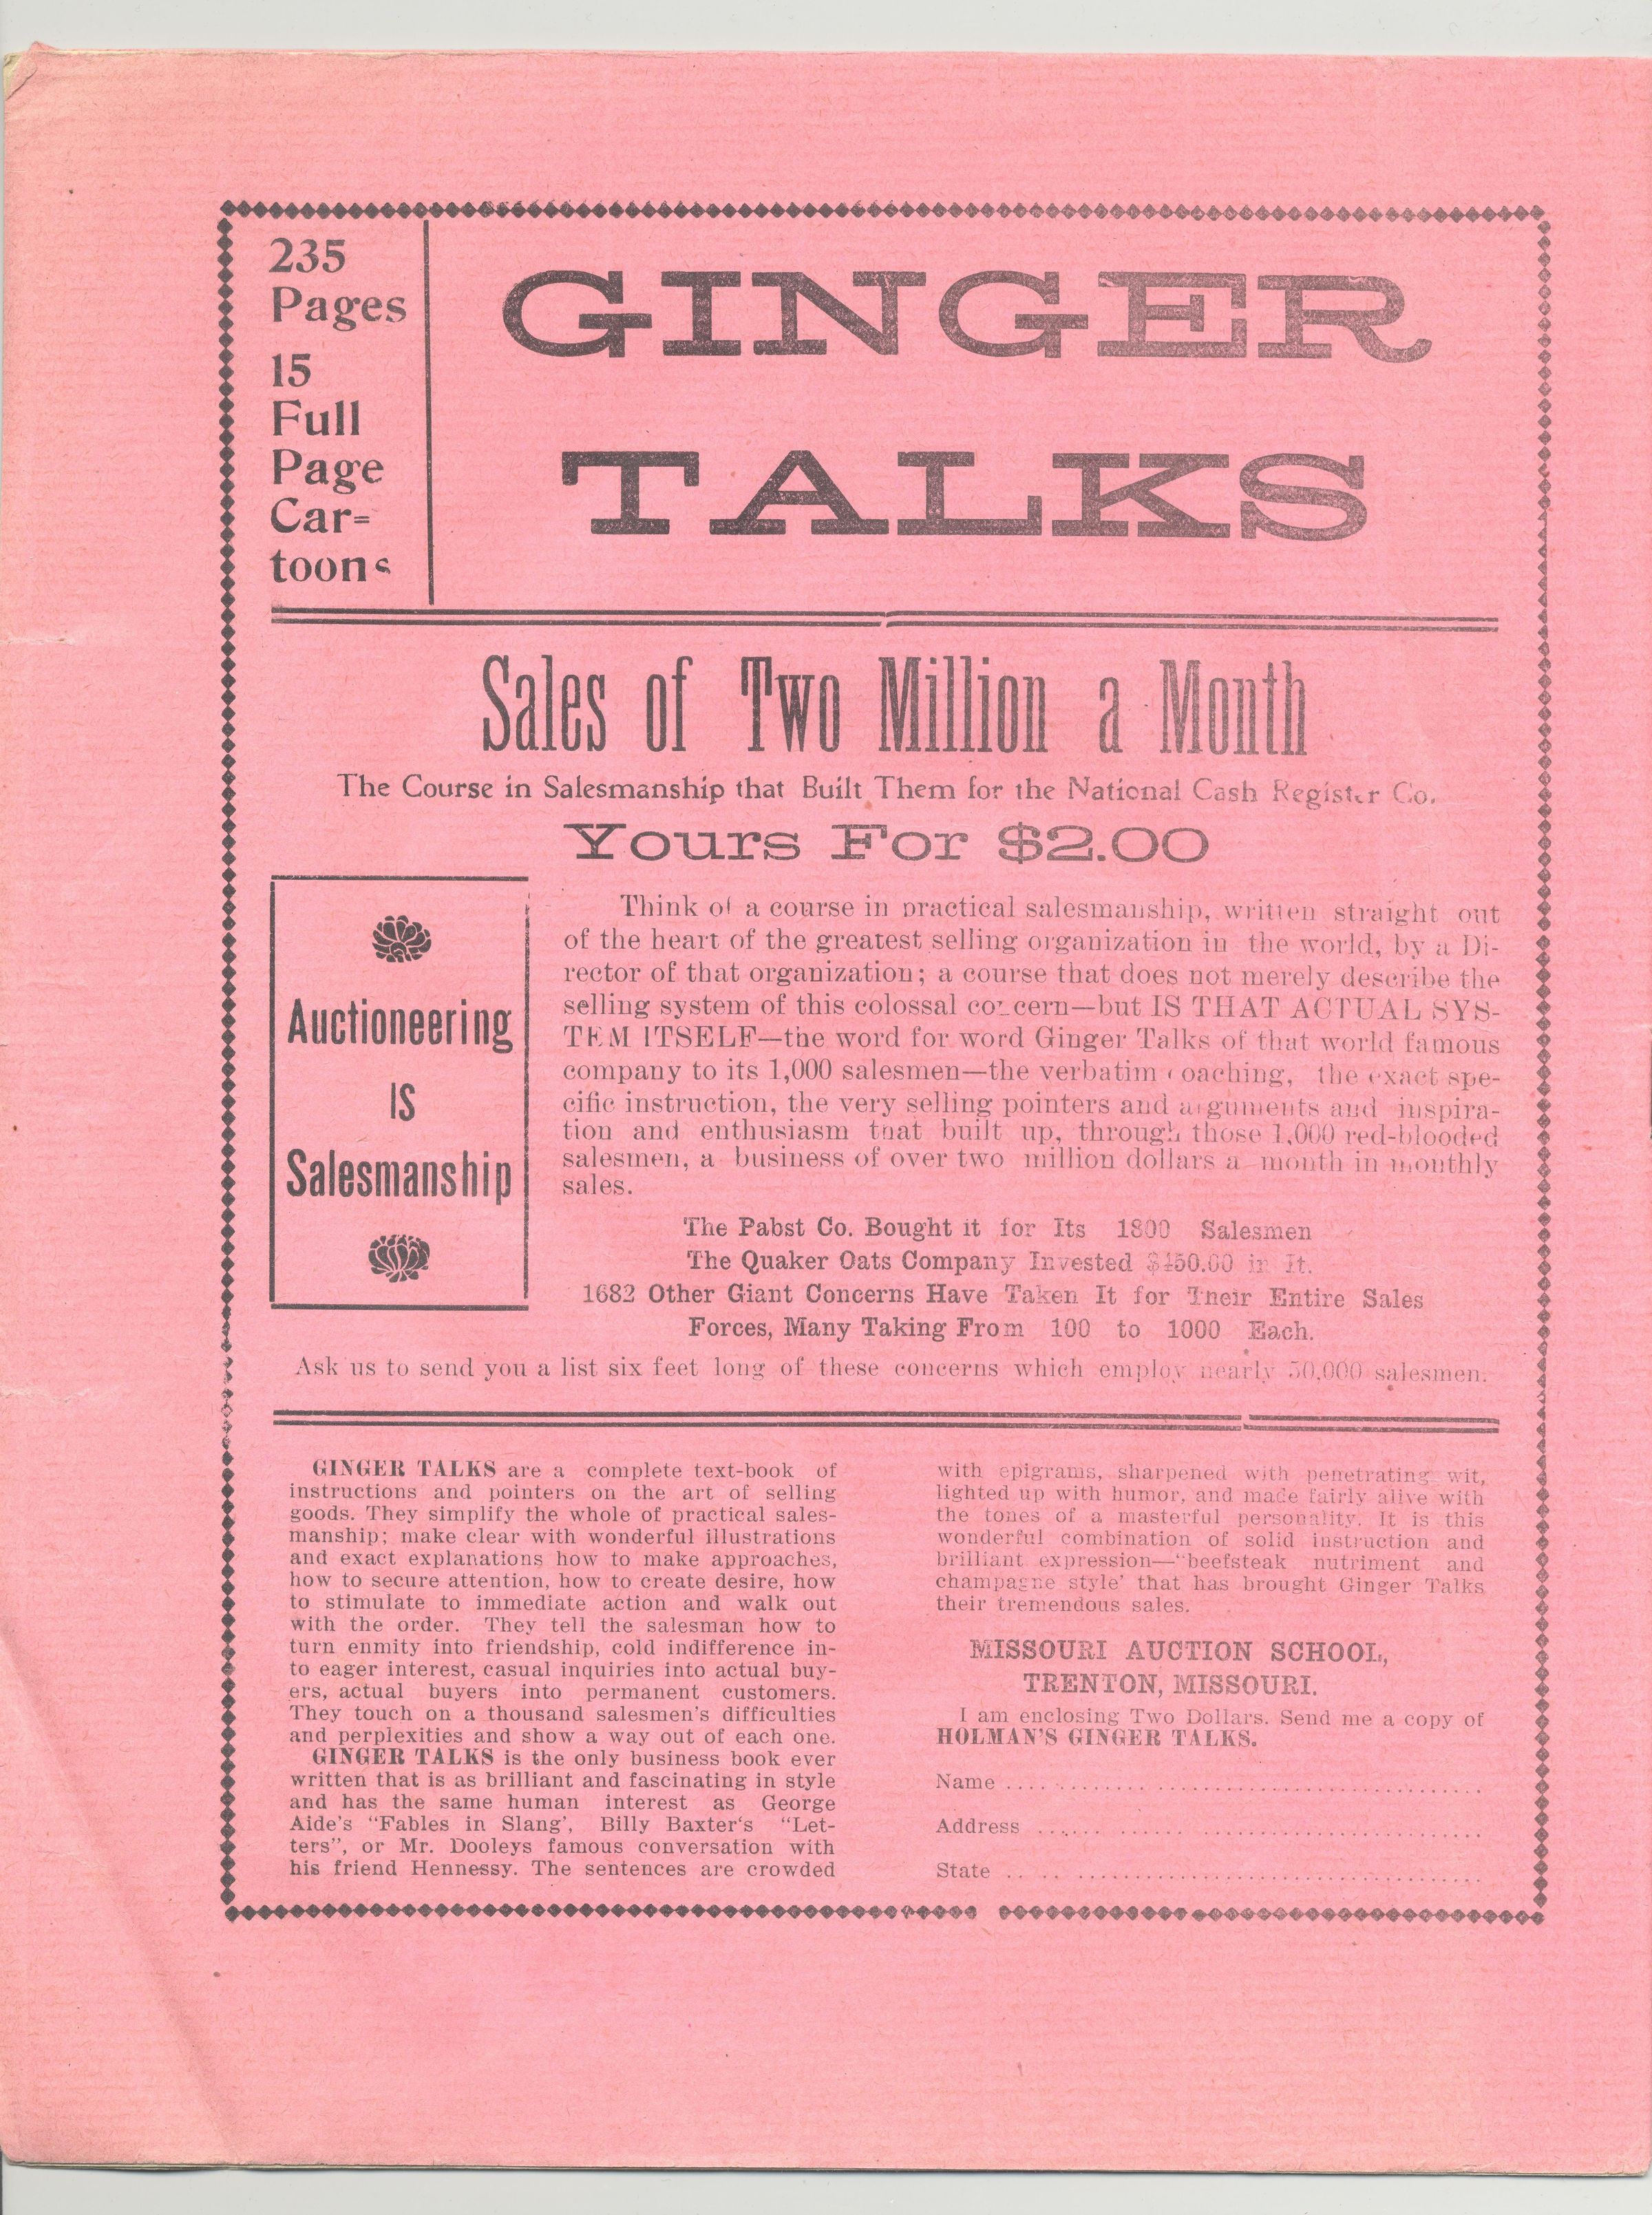 235
Pages
15
Full
Page
Car=
toons
GINGER
TALKS
Sales of Two Million a Month
The Course in Salesmanship that Built Them for the National Cash Register Co.
Yours For $2.00
Auctioneering
IS
Salesmanship
Think of a course in practical salesmanship, written straight out
of the heart of the greatest selling organization in the world, by a Di-
rector of that organization; a course that does not merely describe the
selling system of this colossal concern—but IS THAT ACTUAL SYS-
TEM ITSELF—the word for word Ginger Talks of that world famous
company to its 1,000 salesmen—the verbatim coaching, the exact spe-
cific instruction, the very selling pointers and arguments and inspira-
tion and enthusiasm that built up, through those 1,000 red-blooded
salesmen, a business of over two million dollars a month in monthly
sales.
The Pabst Co. Bought it for Its 1800 Salesmen
The Quaker Oats Company Invested in It.
1682 Other Giant Concerns Have Taken It for Their Entire Sales
Forces, Many Taking From 100 to 1000 Each.
Ask us to send you a list six feet long of these concerns which employ nearly 50,000 salesmen.
GINGER TALKS are a complete text-book of
instructions and pointers on the art of selling
goods. They simplify the whole of practical sales-
manship; make clear with wonderful illustrations
and exact explanations how to make approaches,
how to secure attention, how to create desire, how
to stimulate to immediate action and walk out
with the order. They tell the salesman how to
turn enmity into friendship, cold indifference in-
to eager interest, casual inquiries into actual buy-
ers, actual buyers into permanent customers.
They touch on a thousand salesmen's difficulties
and perplexities and show a way out of each one.
GINGER TALKS is the only business book ever
written that is as brilliant and fascinating in style
and has the same human interest as George
Aide's "Fables in Slang', Billy Baxter's "Let-
ters", or Mr. Dooleys famous conversation with
his friend Hennessy. The sentences are crowded
with epigrams, sharpened with penetrating wit,
lighted up with humor, and made fairly alive with
the tones of a masterful personality. It is this
wonderful combination of solid instruction and
brilliant expression—"beefsteak nutriment and
champagne style' that has brought Ginger Talks
their tremendous sales.
MISSOURI AUCTION SCHOOL,
TRENTON, MISSOURI.
I am enclosing Two Dollars. Send me a copy of
HOLMAN'S GINGER TALKS.
Name
Address
State